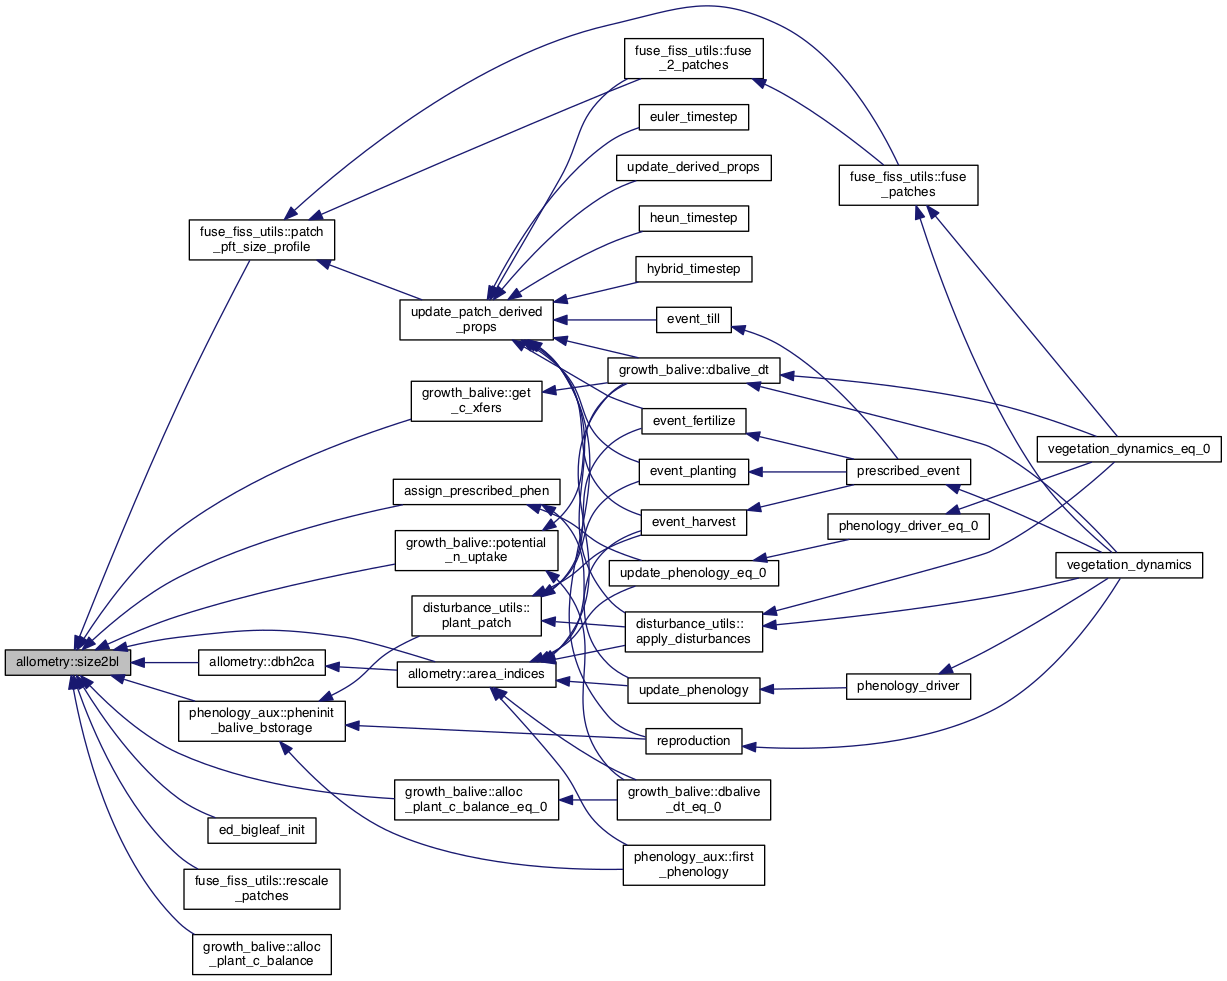 fuse_fiss_utils::fuse
_2_patches
euler_timestep
update_derived_props
fuse_fiss_utils::fuse
_patches
heun_timestep
fuse_fiss_utils::patch
_pft_size_profile
hybrid_timestep
update_patch_derived
_props
event_till
growth_balive::dbalive_dt
growth_balive::get
_c_xfers
event_fertilize
vegetation_dynamics_eq_0
event_planting
prescribed_event
assign_prescribed_phen
event_harvest
phenology_driver_eq_0
growth_balive::potential
_n_uptake
update_phenology_eq_0
vegetation_dynamics
disturbance_utils::
plant_patch
disturbance_utils::
apply_disturbances
allometry::size2bl
allometry::dbh2ca
allometry::area_indices
update_phenology
phenology_driver
phenology_aux::pheninit
_balive_bstorage
reproduction
growth_balive::alloc
_plant_c_balance_eq_0
growth_balive::dbalive
_dt_eq_0
ed_bigleaf_init
phenology_aux::first
_phenology
fuse_fiss_utils::rescale
_patches
growth_balive::alloc
_plant_c_balance